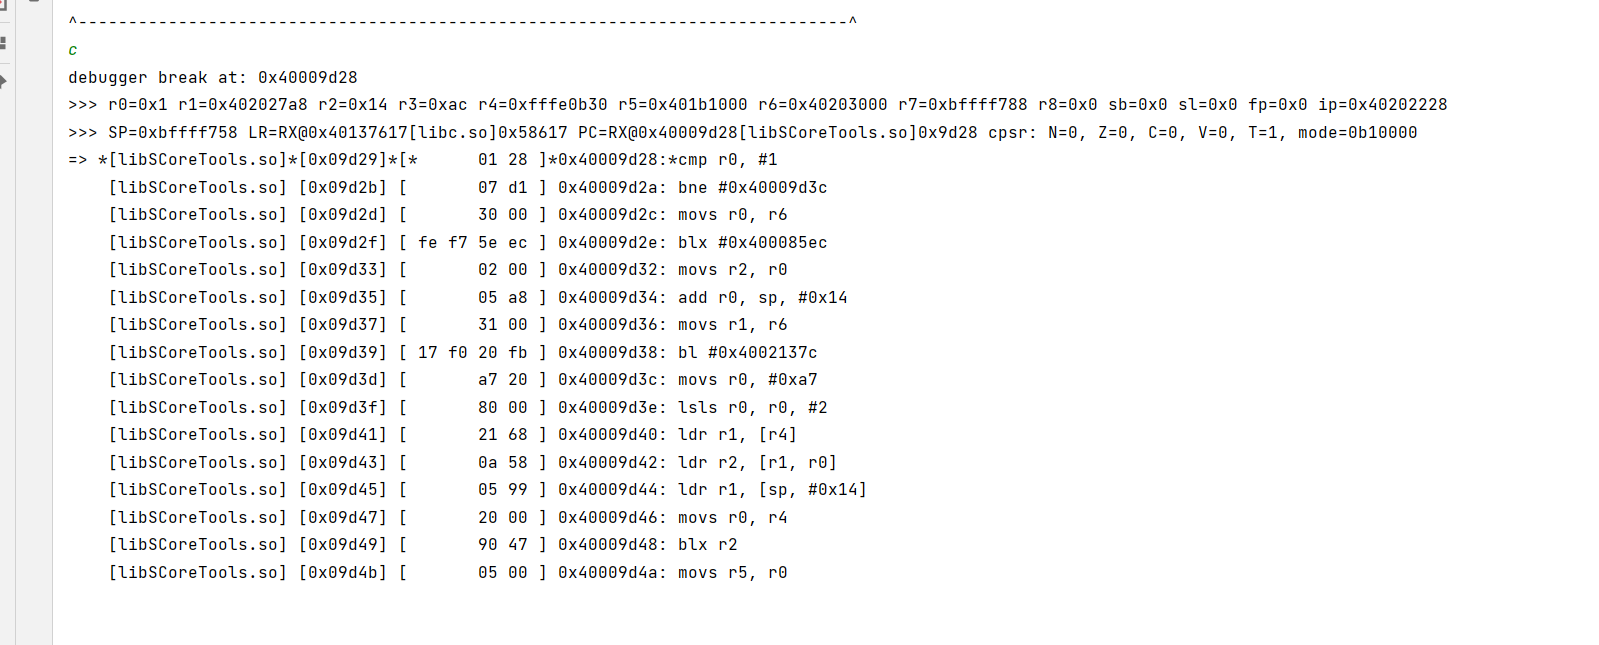 ^-----------------------------------------------------------------------------^
c
debugger break at: 0x40009d28
>>> r0=0x1 r1=0x402027a8 r2=0x14 r3=0xac r4=0xfffe0b30 r5=0x401b1000 r6=0x40203000 r7=0xbffff788 r8=0x0 sb=0x0 sl=0x0 fp=0x0 ip=0x40202228
>>> SP=0xbffff758 LR=RX@0x40137617[libc.so]0x58617 PC=RX@0x40009d28[libSCoreTools.so]0x9d28 cpsr: N=0, Z=0, C=0, V=0, T=1, mode=0b10000
=> *[libSCoreTools.so]*[0x09d29]*[*      01 28 ]*0x40009d28:*cmp r0, #1
    [libSCoreTools.so] [0x09d2b] [       07 d1 ] 0x40009d2a: bne #0x40009d3c
    [libSCoreTools.so] [0x09d2d] [       30 00 ] 0x40009d2c: movs r0, r6
    [libSCoreTools.so] [0x09d2f] [ fe f7 5e ec ] 0x40009d2e: blx #0x400085ec
    [libSCoreTools.so] [0x09d33] [       02 00 ] 0x40009d32: movs r2, r0
    [libSCoreTools.so] [0x09d35] [       05 a8 ] 0x40009d34: add r0, sp, #0x14
    [libSCoreTools.so] [0x09d37] [       31 00 ] 0x40009d36: movs r1, r6
    [libSCoreTools.so] [0x09d39] [ 17 f0 20 fb ] 0x40009d38: bl #0x4002137c
    [libSCoreTools.so] [0x09d3d] [       a7 20 ] 0x40009d3c: movs r0, #0xa7
    [libSCoreTools.so] [0x09d3f] [       80 00 ] 0x40009d3e: lsls r0, r0, #2
    [libSCoreTools.so] [0x09d41] [       21 68 ] 0x40009d40: ldr r1, [r4]
    [libSCoreTools.so] [0x09d43] [       0a 58 ] 0x40009d42: ldr r2, [r1, r0]
    [libSCoreTools.so] [0x09d45] [       05 99 ] 0x40009d44: ldr r1, [sp, #0x14]
    [libSCoreTools.so] [0x09d47] [       20 00 ] 0x40009d46: movs r0, r4
    [libSCoreTools.so] [0x09d49] [       90 47 ] 0x40009d48: blx r2
    [libSCoreTools.so] [0x09d4b] [       05 00 ] 0x40009d4a: movs r5, r0